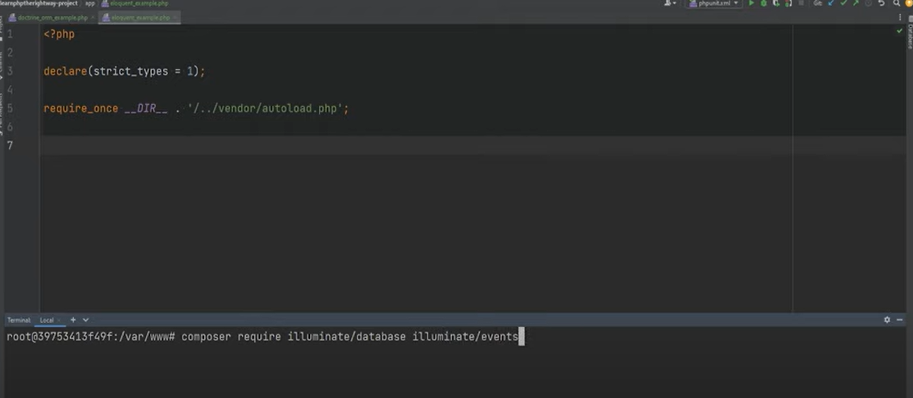 learnphptherightway-project app eloquent_example.php phpunit.xml Git:
doctrine_orm_example.php eloquent_example.php
1 <?php
2
3 declare(strict_types = 1);
4
5 require_once __DIR__ . '/../vendor/autoload.php';
6
7
Database
Terminal: Local
root@39753413f49f:/var/www# composer require illuminate/database illuminate/events